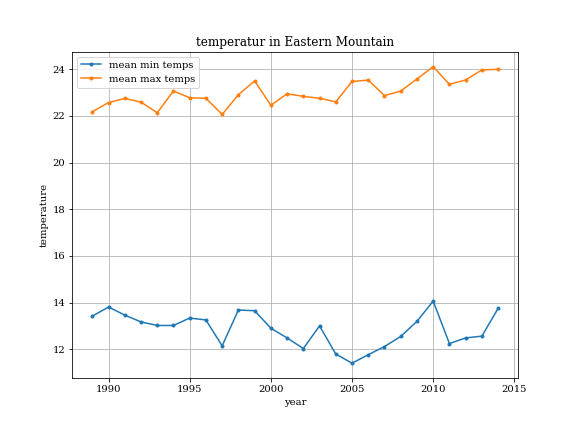 temperatur in Eastern Mountain
mean min temps
mean max temps
temperature
24
22
20
18
16
14
12
1990 1995 2000 2005 2010 2015
year